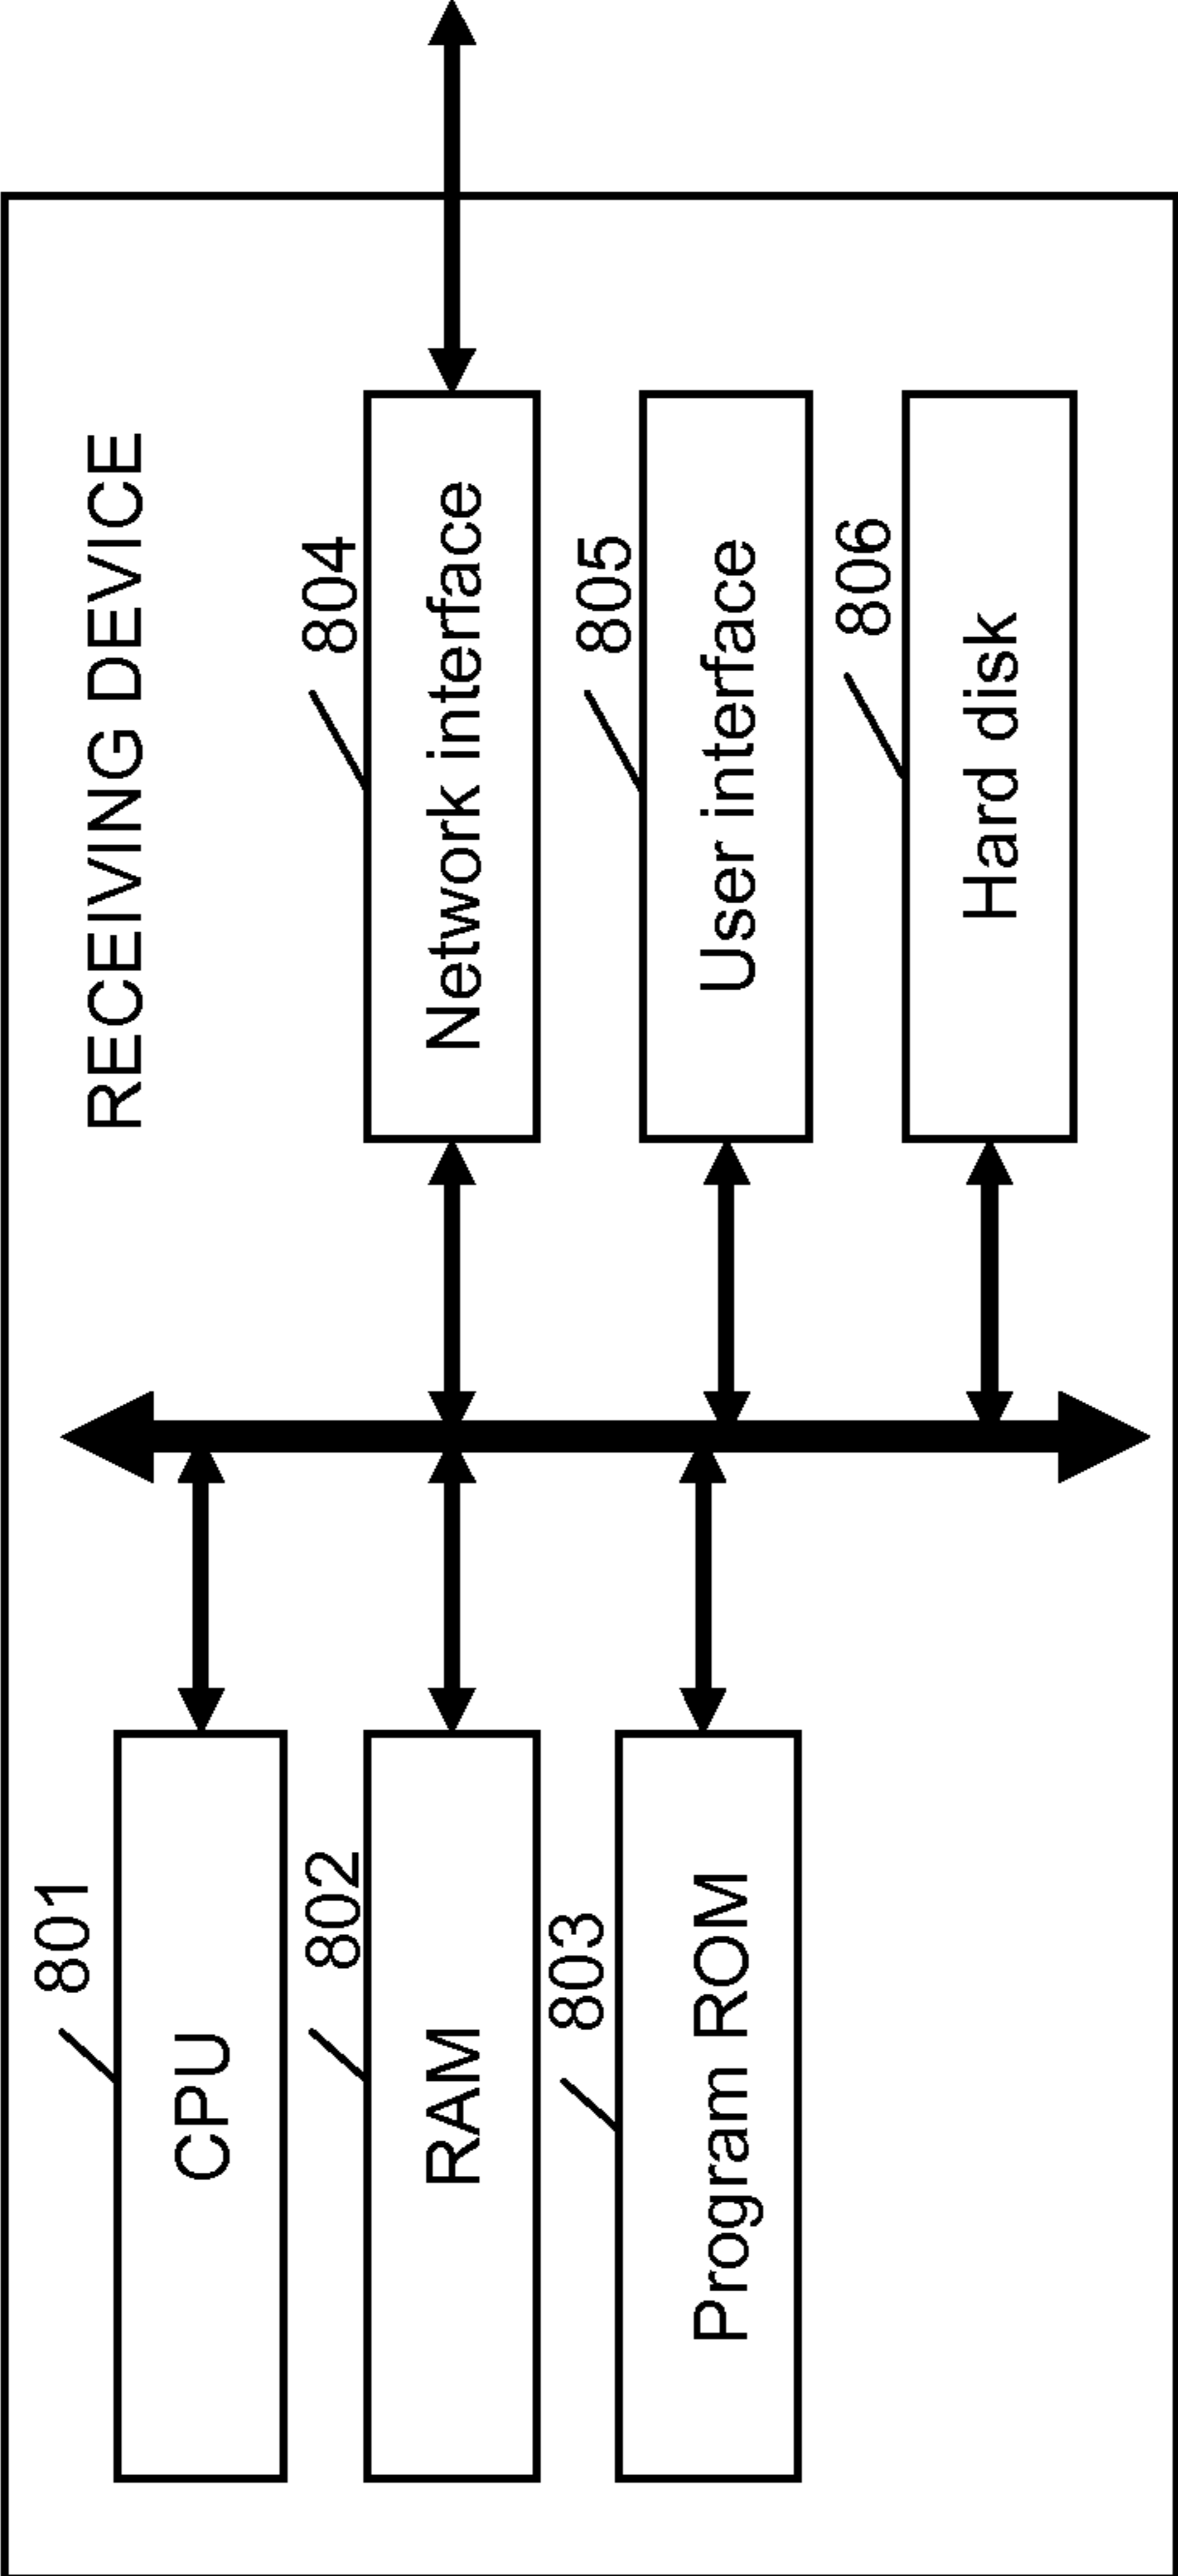 RECEIVING DEVICE
801
CPU
802
RAM
803
Program ROM
804
Network interface
805
User interface
806
Hard disk